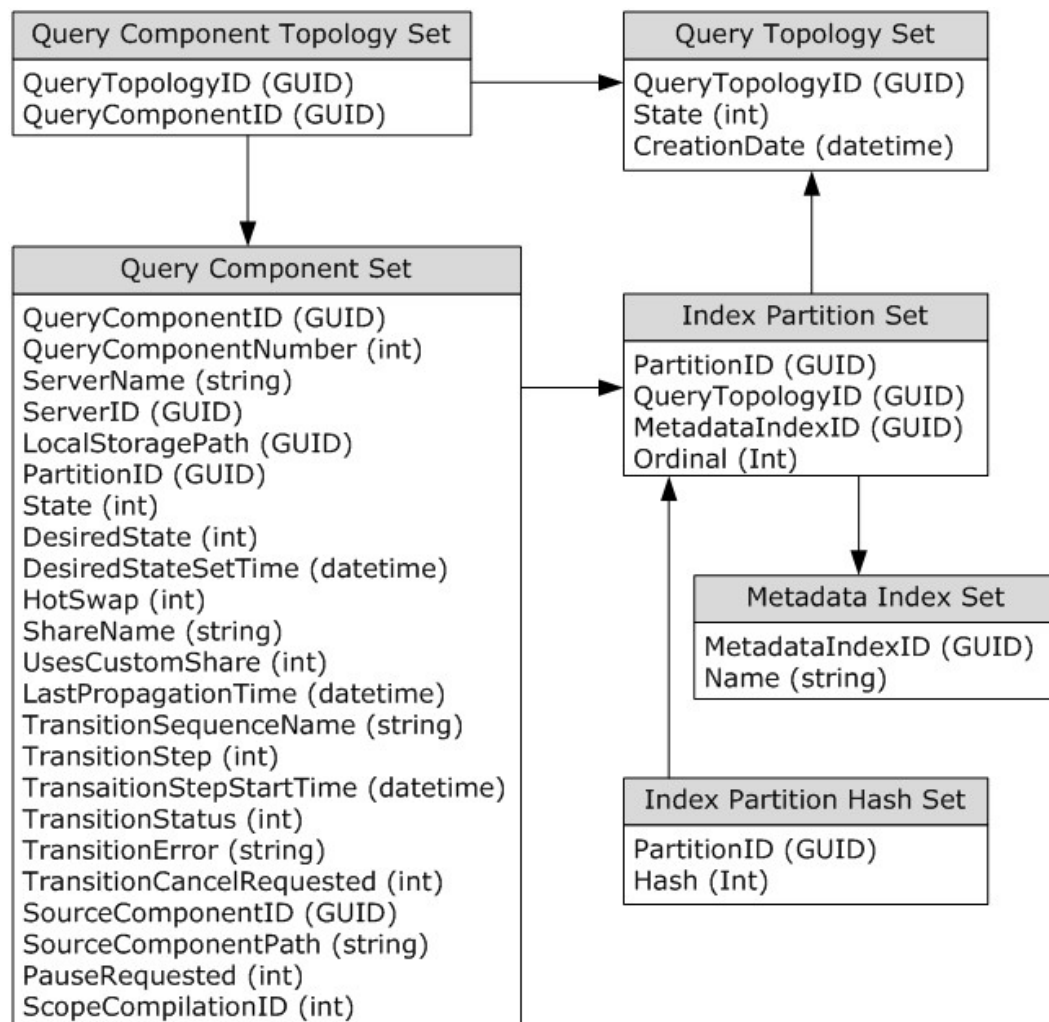 Query Component Topology Set
QueryTopologyID (GUID)
QueryComponentID (GUID)
Query Topology Set
QueryTopologyID (GUID)
State (int)
CreationDate (datetime)
Query Component Set
QueryComponentID (GUID)
QueryComponentNumber (int)
ServerName (string)
ServerID (GUID)
LocalStoragePath (GUID)
PartitionID (GUID)
State (int)
DesiredState (int)
DesiredStateSetTime (datetime)
HotSwap (int)
ShareName (string)
UsesCustomShare (int)
LastPropagationTime (datetime)
TransitionSequenceName (string)
TransitionStep (int)
TransaitionStepStartTime (datetime)
TransitionStatus (int)
TransitionError (string)
TransitionCancelRequested (int)
SourceComponentID (GUID)
SourceComponentPath (string)
PauseRequested (int)
ScopeCompilationID (int)
Index Partition Set
PartitionID (GUID)
QueryTopologyID (GUID)
MetadataIndexID (GUID)
Ordinal (Int)
Metadada Index Set
MetadataIndexID (GUID)
Name (string)
Index Partition Hash Set
PartitionID (GUID)
Hash (Int)